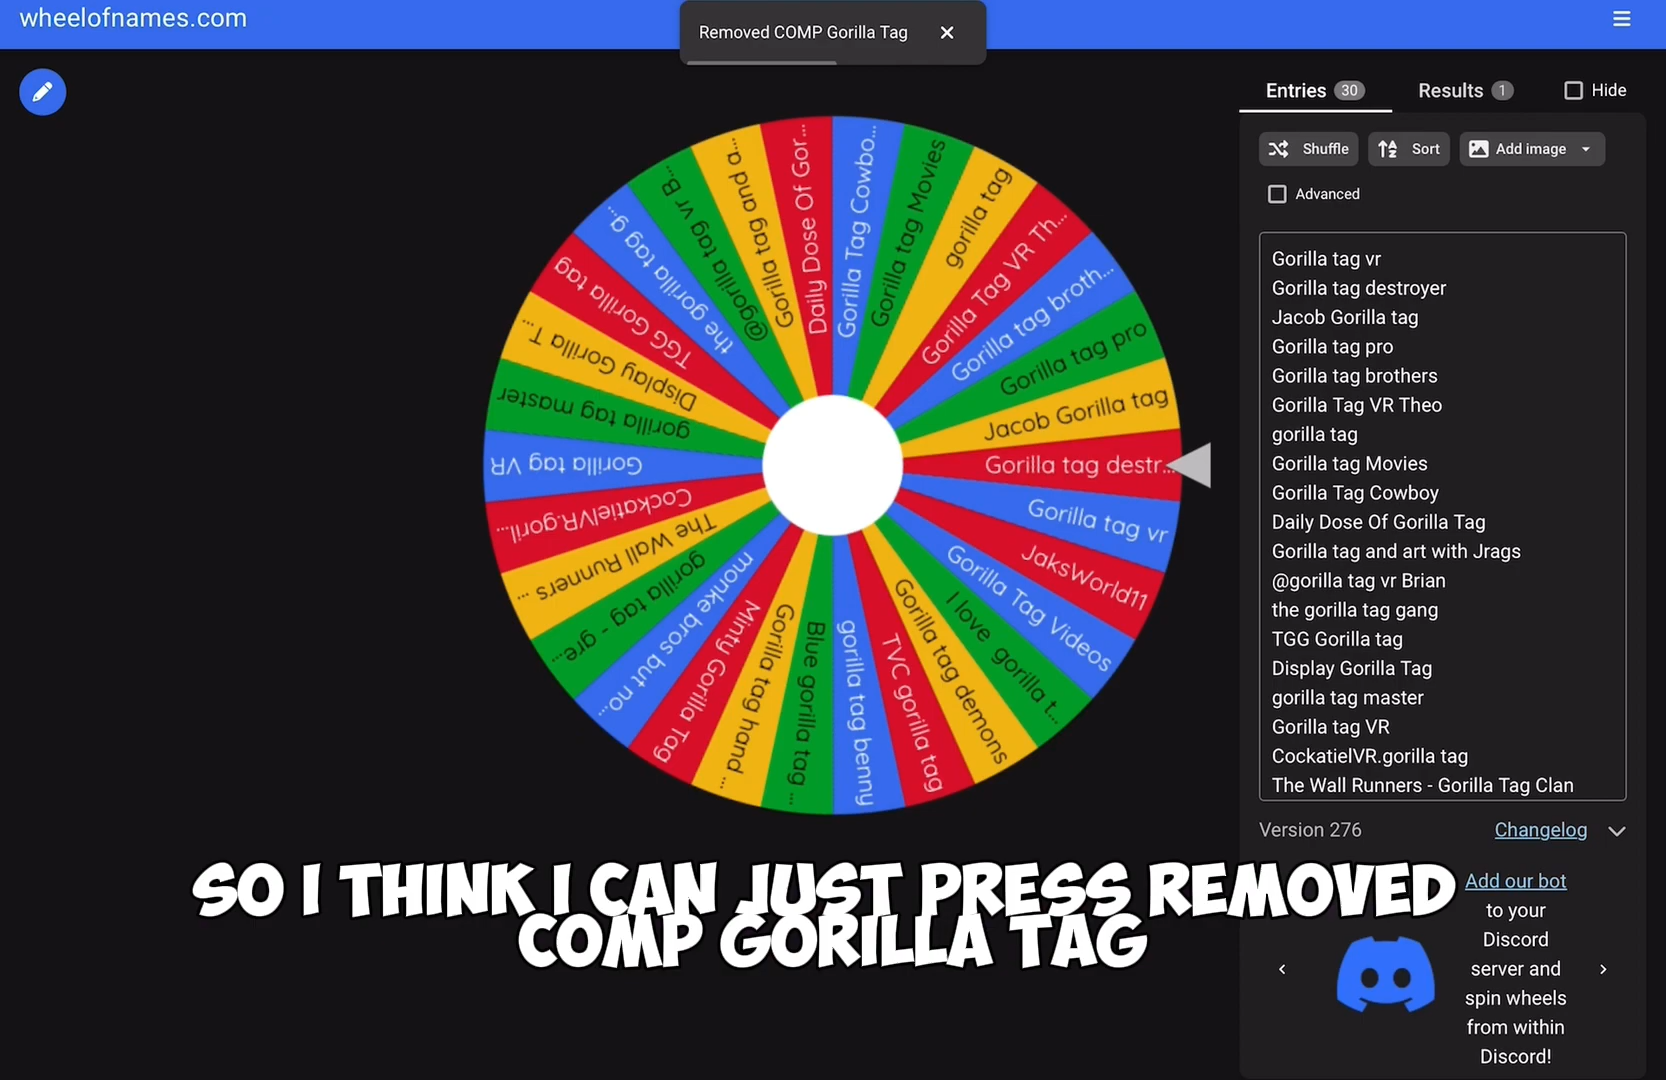 wheelofnames.com
Removed COMP Gorilla Tag
Entries 30
Results 1
Hide
Shuffle
Sort
Add image
Advanced
Gorilla tag vr
Gorilla tag destroyer
Jacob Gorilla tag
Gorilla tag pro
Gorilla tag brothers
Gorilla Tag VR Theo
gorilla tag
Gorilla tag Movies
Gorilla Tag Cowboy
Daily Dose Of Gorilla Tag
Gorilla tag and art with Jrags
@gorilla tag vr Brian
the gorilla tag gang
TGG Gorilla tag
Display Gorilla Tag
gorilla tag master
Gorilla tag VR
CockatielVR.gorilla tag
The Wall Runners - Gorilla Tag Clan
Version 276
Changelog
Add our bot
to your
Discord
server and
spin wheels
from within
Discord!
Gorilla Tag Cowbo...
Gorilla tag Movies
gorilla tag
Gorilla Tag VR Th...
Gorilla tag broth...
Gorilla tag pro
Jacob Gorilla tag
Gorilla tag destr...
Gorilla tag vr
JaksWorld11
Gorilla Tag Videos
I love gorilla t...
Gorilla tag demons
TVC gorilla tag
gorilla tag benny
Blue gorilla tag ...
Gorilla tag hand ...
Minty Gorilla Tag
monke bros but no...
gorilla tag - gre...
The Wall Runners ...
CockatielVR.goril...
Gorilla tag VR
gorilla tag master
Display Gorilla T...
TGG Gorilla tag
the gorilla tag g...
@gorilla tag vr B...
Gorilla tag and a...
Daily Dose Of Gor...
SO I THINK I CAN JUST PRESS REMOVED
COMP GORILLA TAG